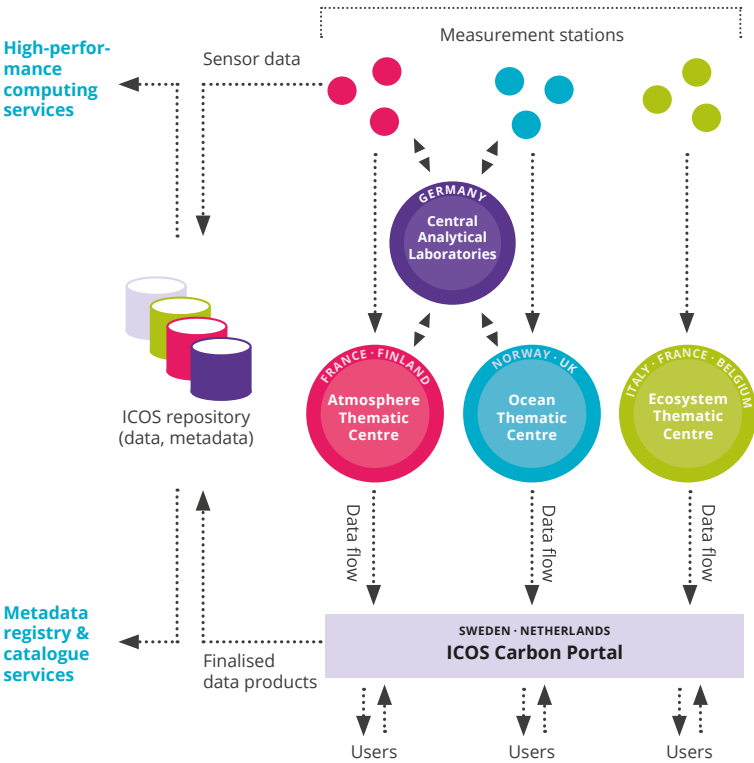 Measurement stations
High-perfor-
mance
computing
services
Sensor data
GERMANY
Central
Analytical
Laboratories
ICOS repository
(data, metadata)
FRANCE · FINLAND
Atmosphere
Thematic
Centre
NORWAY · UK
Ocean
Thematic
Centre
ITALY · FRANCE · BELGIUM
Ecosystem
Thematic
Centre
Data flow
Data flow
Data flow
Metadata
registry &
catalogue
services
Finalised
data products
SWEDEN · NETHERLANDS
ICOS Carbon Portal
Users
Users
Users